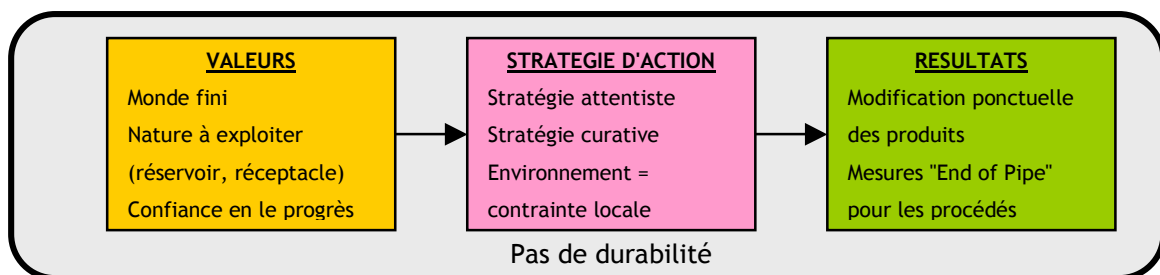 VALEURS
Monde fini
Nature à exploiter
(réservoir, réceptacle)
Confiance en le progrès
STRATEGIE D'ACTION
Stratégie attentiste
Stratégie curative
Environnement =
contrainte locale
RESULTATS
Modification ponctuelle
des produits
Mesures "End of Pipe"
pour les procédés
Pas de durabilité